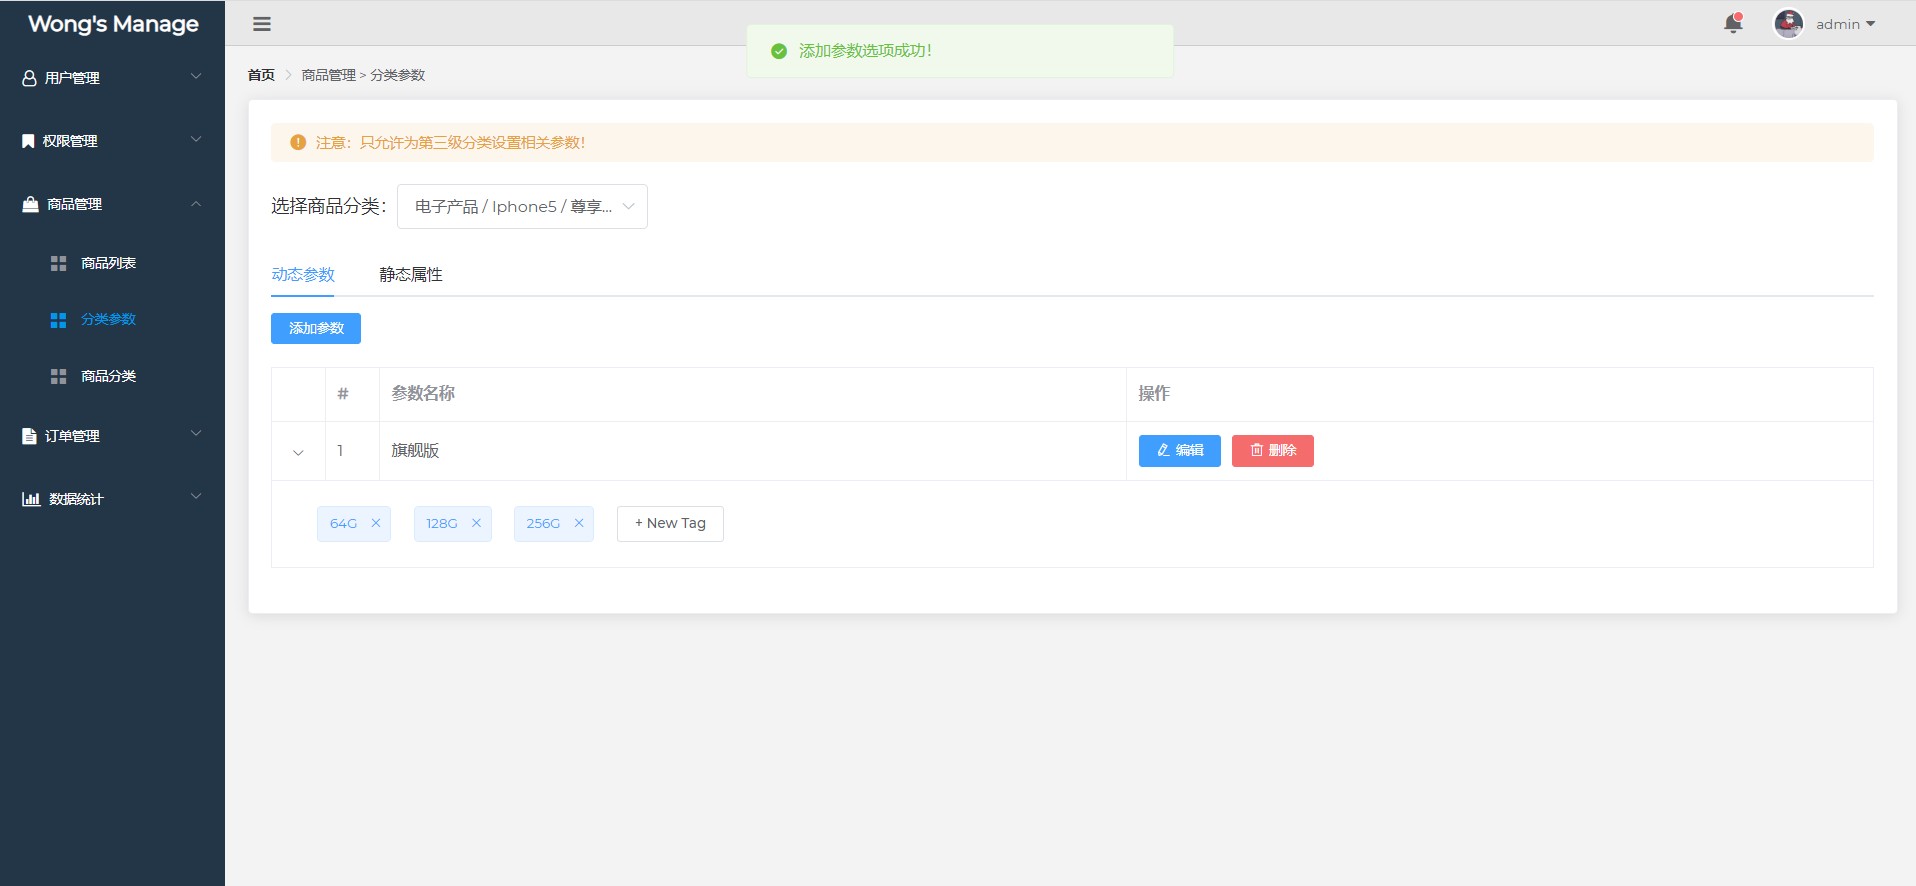 Wong's Manage
admin
添加参数选项成功!
用户管理
权限管理
商品管理
商品列表
分类参数
商品分类
订单管理
数据统计
首页 商品管理 > 分类参数
注意：只允许为第三级分类设置相关参数!
选择商品分类： 电子产品 / Iphone5 / 尊享...
动态参数 静态属性
添加参数
# 参数名称 操作
1 旗舰版 编辑 删除
64G 128G 256G + New Tag